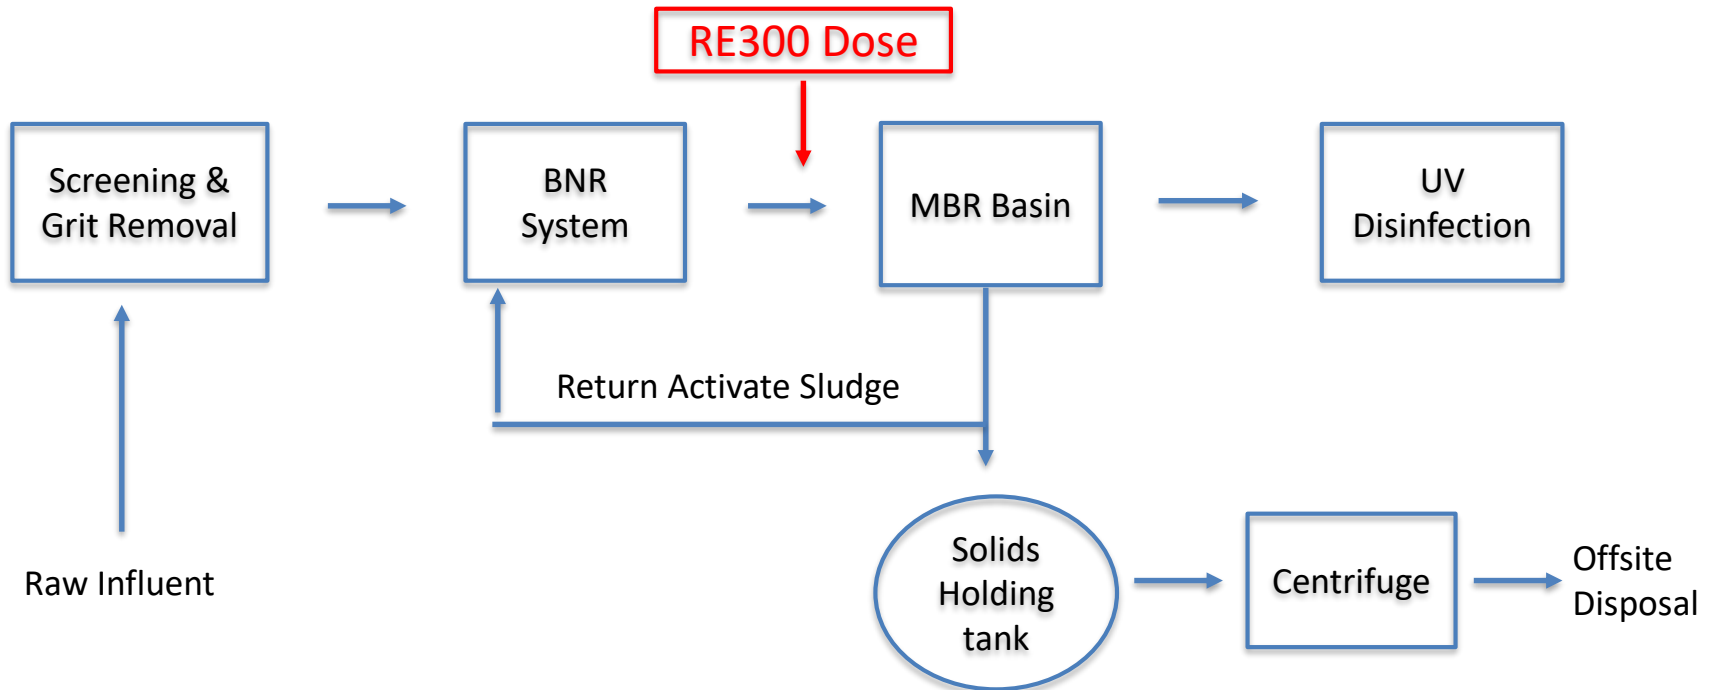 RE300 Dose
Screening &
Grit Removal
BNR
System
MBR Basin
UV
Disinfection
Return Activate Sludge
Raw Influent
Solids
Holding
tank
Centrifuge
Offsite
Disposal